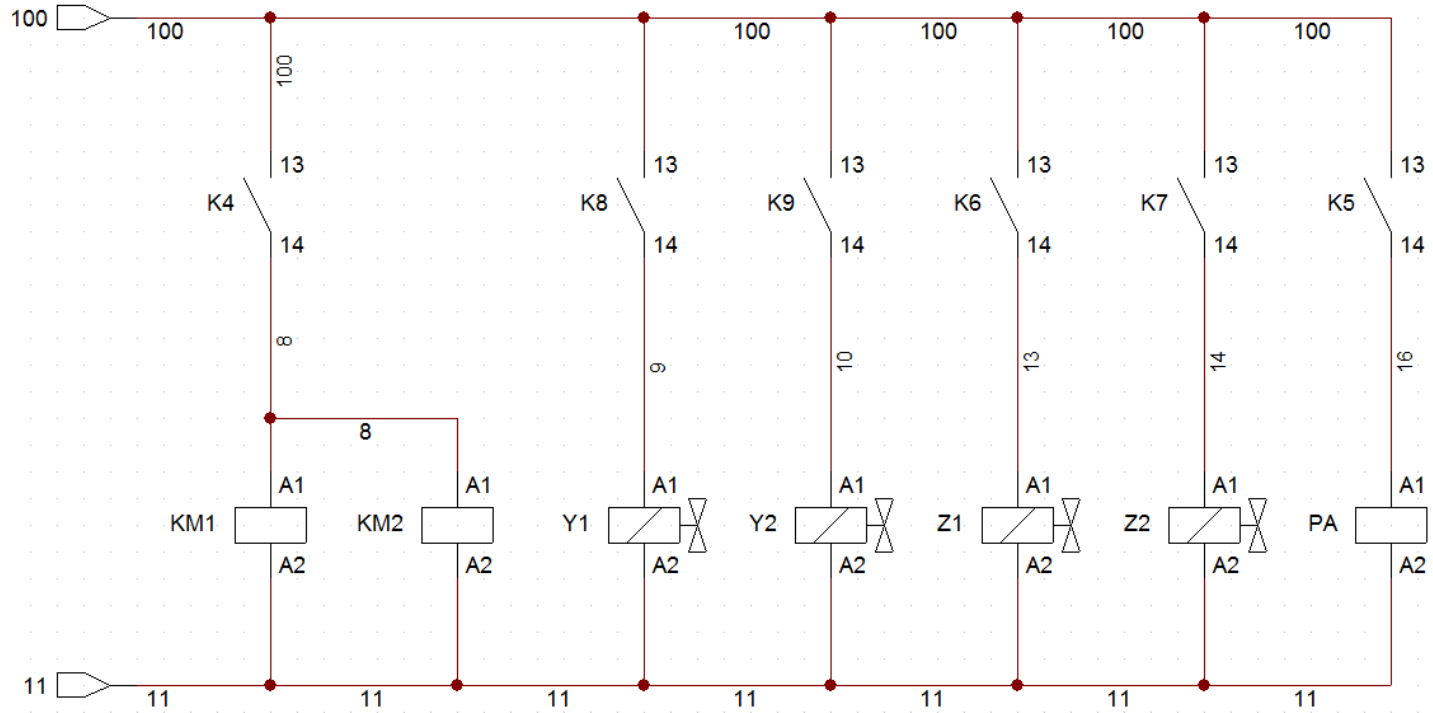 100
100 100 100 100 100
100
13 13 13 13 13 13
K4 K8 K9 K6 K7 K5
14 14 14 14 14 14
8 9 10 13 14 16
8
A1 A1 A1 A1 A1 A1 A1
KM1 KM2 Y1 Y2 Z1 Z2 PA
A2 A2 A2 A2 A2 A2 A2
11
11 11 11 11 11 11 11